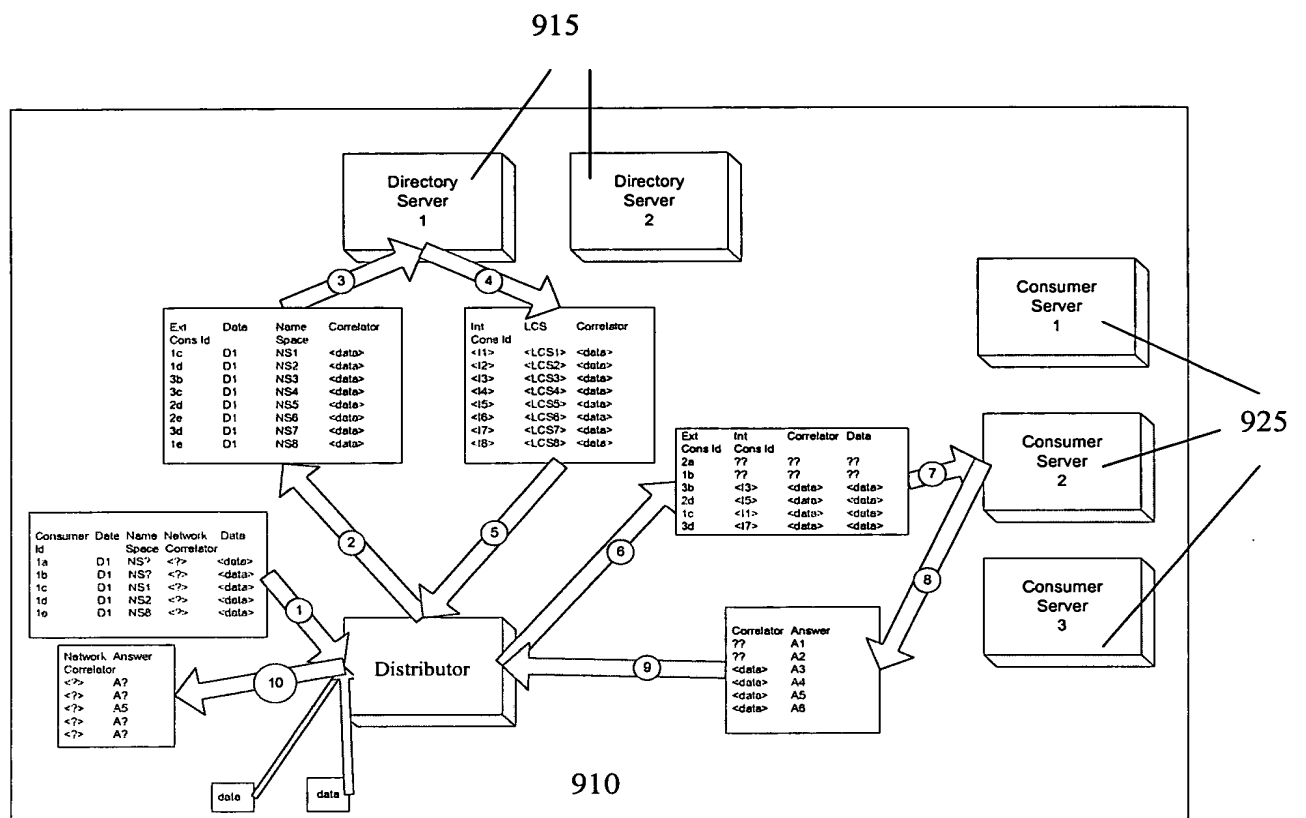 915
Directory
Server
1
Directory
Server
2
3
4
Consumer
Server
1
Ext Data Name Correlator
Cons Id Space
1c D1 NS1 <data>
1d D1 NS2 <data>
3b D1 NS3 <data>
3c D1 NS4 <data>
2d D1 NS5 <data>
2e D1 NS6 <data>
3d D1 NS7 <data>
1e D1 NS8 <data>
Int LCS Correlator
Cons Id
<I1> <LCS1> <data>
<I2> <LCS2> <data>
<I3> <LCS3> <data>
<I4> <LCS4> <data>
<I5> <LCS5> <data>
<I6> <LCS6> <data>
<I7> <LCS7> <data>
<I8> <LCS8> <data>
925
Ext Int Correlator Data
Cons Id Cons Id
2a ?? ?? ??
1b ?? ?? ??
3b <I3> <data> <data>
2d <I5> <data> <data>
1c <I1> <data> <data>
3d <I7> <data> <data>
7
Consumer
Server
2
2
5
6
8
Consumer Date Name Network Data
Id Space Correlator
1a D1 NS? <?> <data>
1b D1 NS? <?> <data>
1c D1 NS1 <?> <data>
1d D1 NS2 <?> <data>
1e D1 NS8 <?> <data>
1
Consumer
Server
3
Network Answer
Correlator
<?> A?
<?> A?
<?> A5
<?> A?
<?> A?
10
Distributor
9
Correlator Answer
?? A1
?? A2
<data> A3
<data> A4
<data> A5
<data> A6
data
data
910